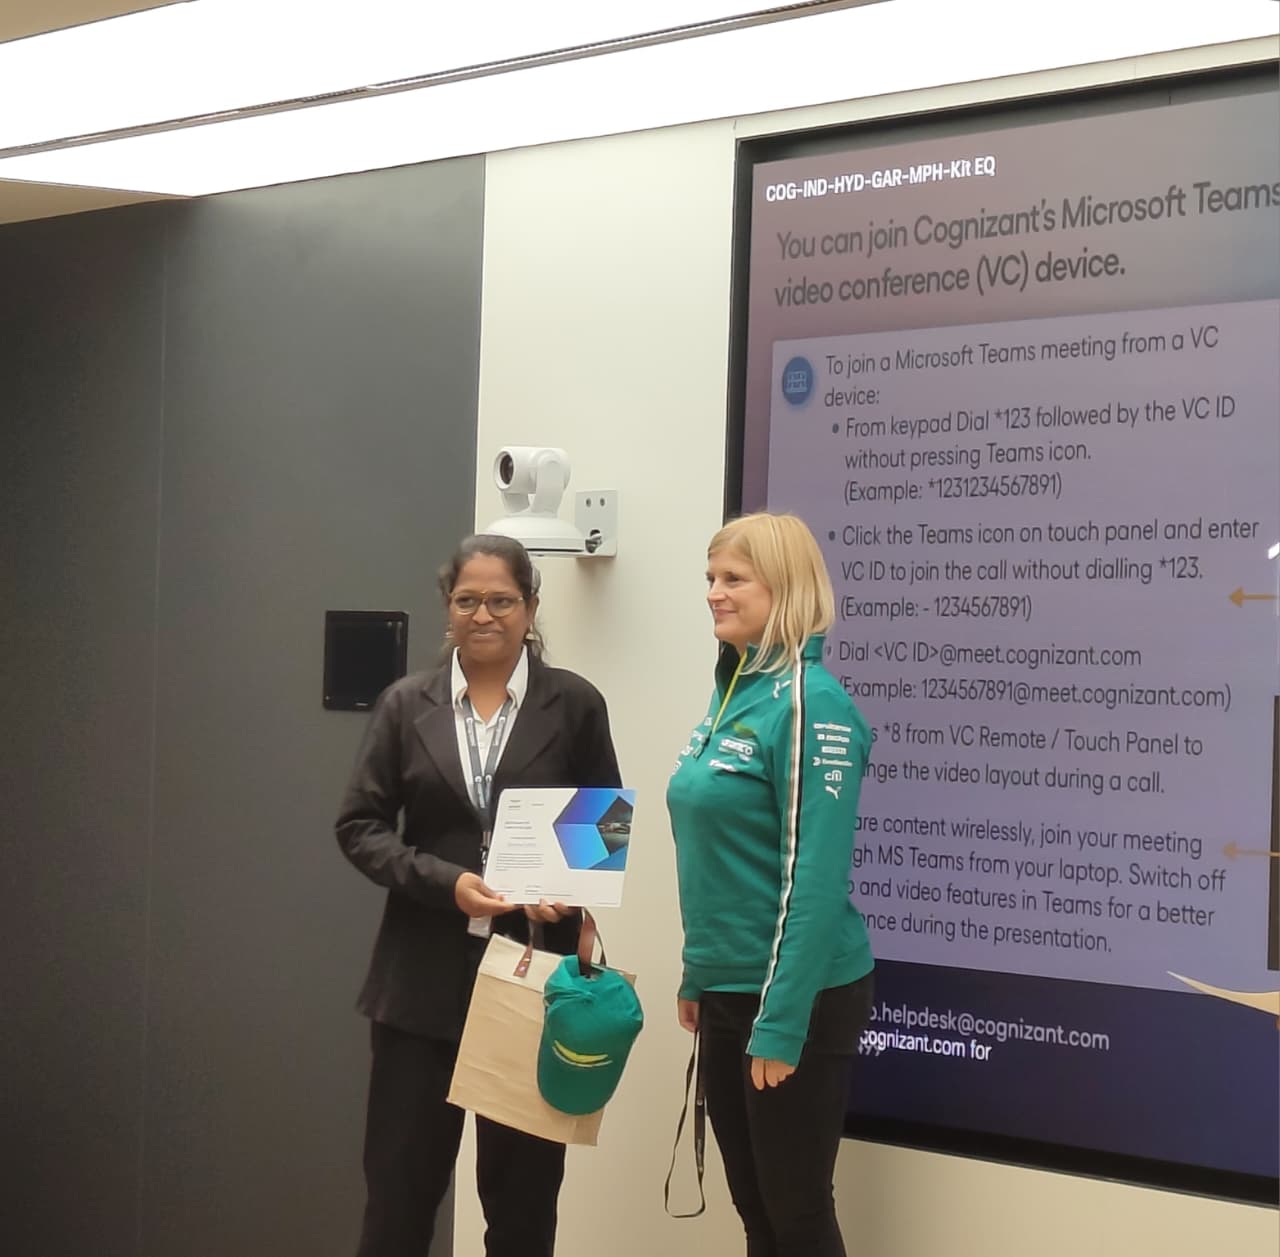 COG-IND-HYD-GAR-MPH-Kit EQ
You can join Cognizant's Microsoft Teams
video conference (VC) device.
To join a Microsoft Teams meeting from a VC
device:
• From keypad Dial *123 followed by the VC ID
without pressing Teams icon.
(Example: *1231234567891)
• Click the Teams icon on touch panel and enter
VC ID to join the call without dialling *123.
(Example: - 1234567891)
Dial <VC ID>@meet.cognizant.com
(Example: 1234567891@meet.cognizant.com)
*8 from VC Remote / Touch Panel to
the video layout during a call.
content wirelessly, join your meeting
MS Teams from your laptop. Switch off
and video features in Teams for a better
during the presentation.
helpdesk@cognizant.com
cognizant.com for
aramco
citi